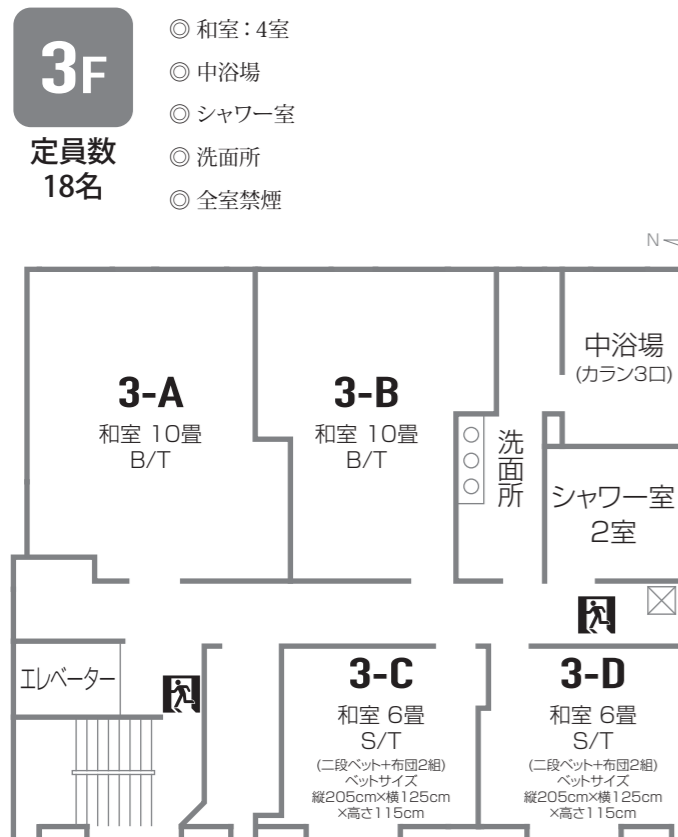 3F
定員数
18名
◎ 和室：4室
◎ 中浴場
◎ シャワー室
◎ 洗面所
◎ 全室禁煙
N
3-A
和室 10畳
B/T
3-B
和室 10畳
B/T
洗面所
中浴場
(カラン3口)
シャワー室
2室
エレベーター
3-C
和室 6畳
S/T
(二段ベット+布団2組)
ベットサイズ
縦205cm×横125cm
×高さ115cm
3-D
和室 6畳
S/T
(二段ベット+布団2組)
ベットサイズ
縦205cm×横125cm
×高さ115cm